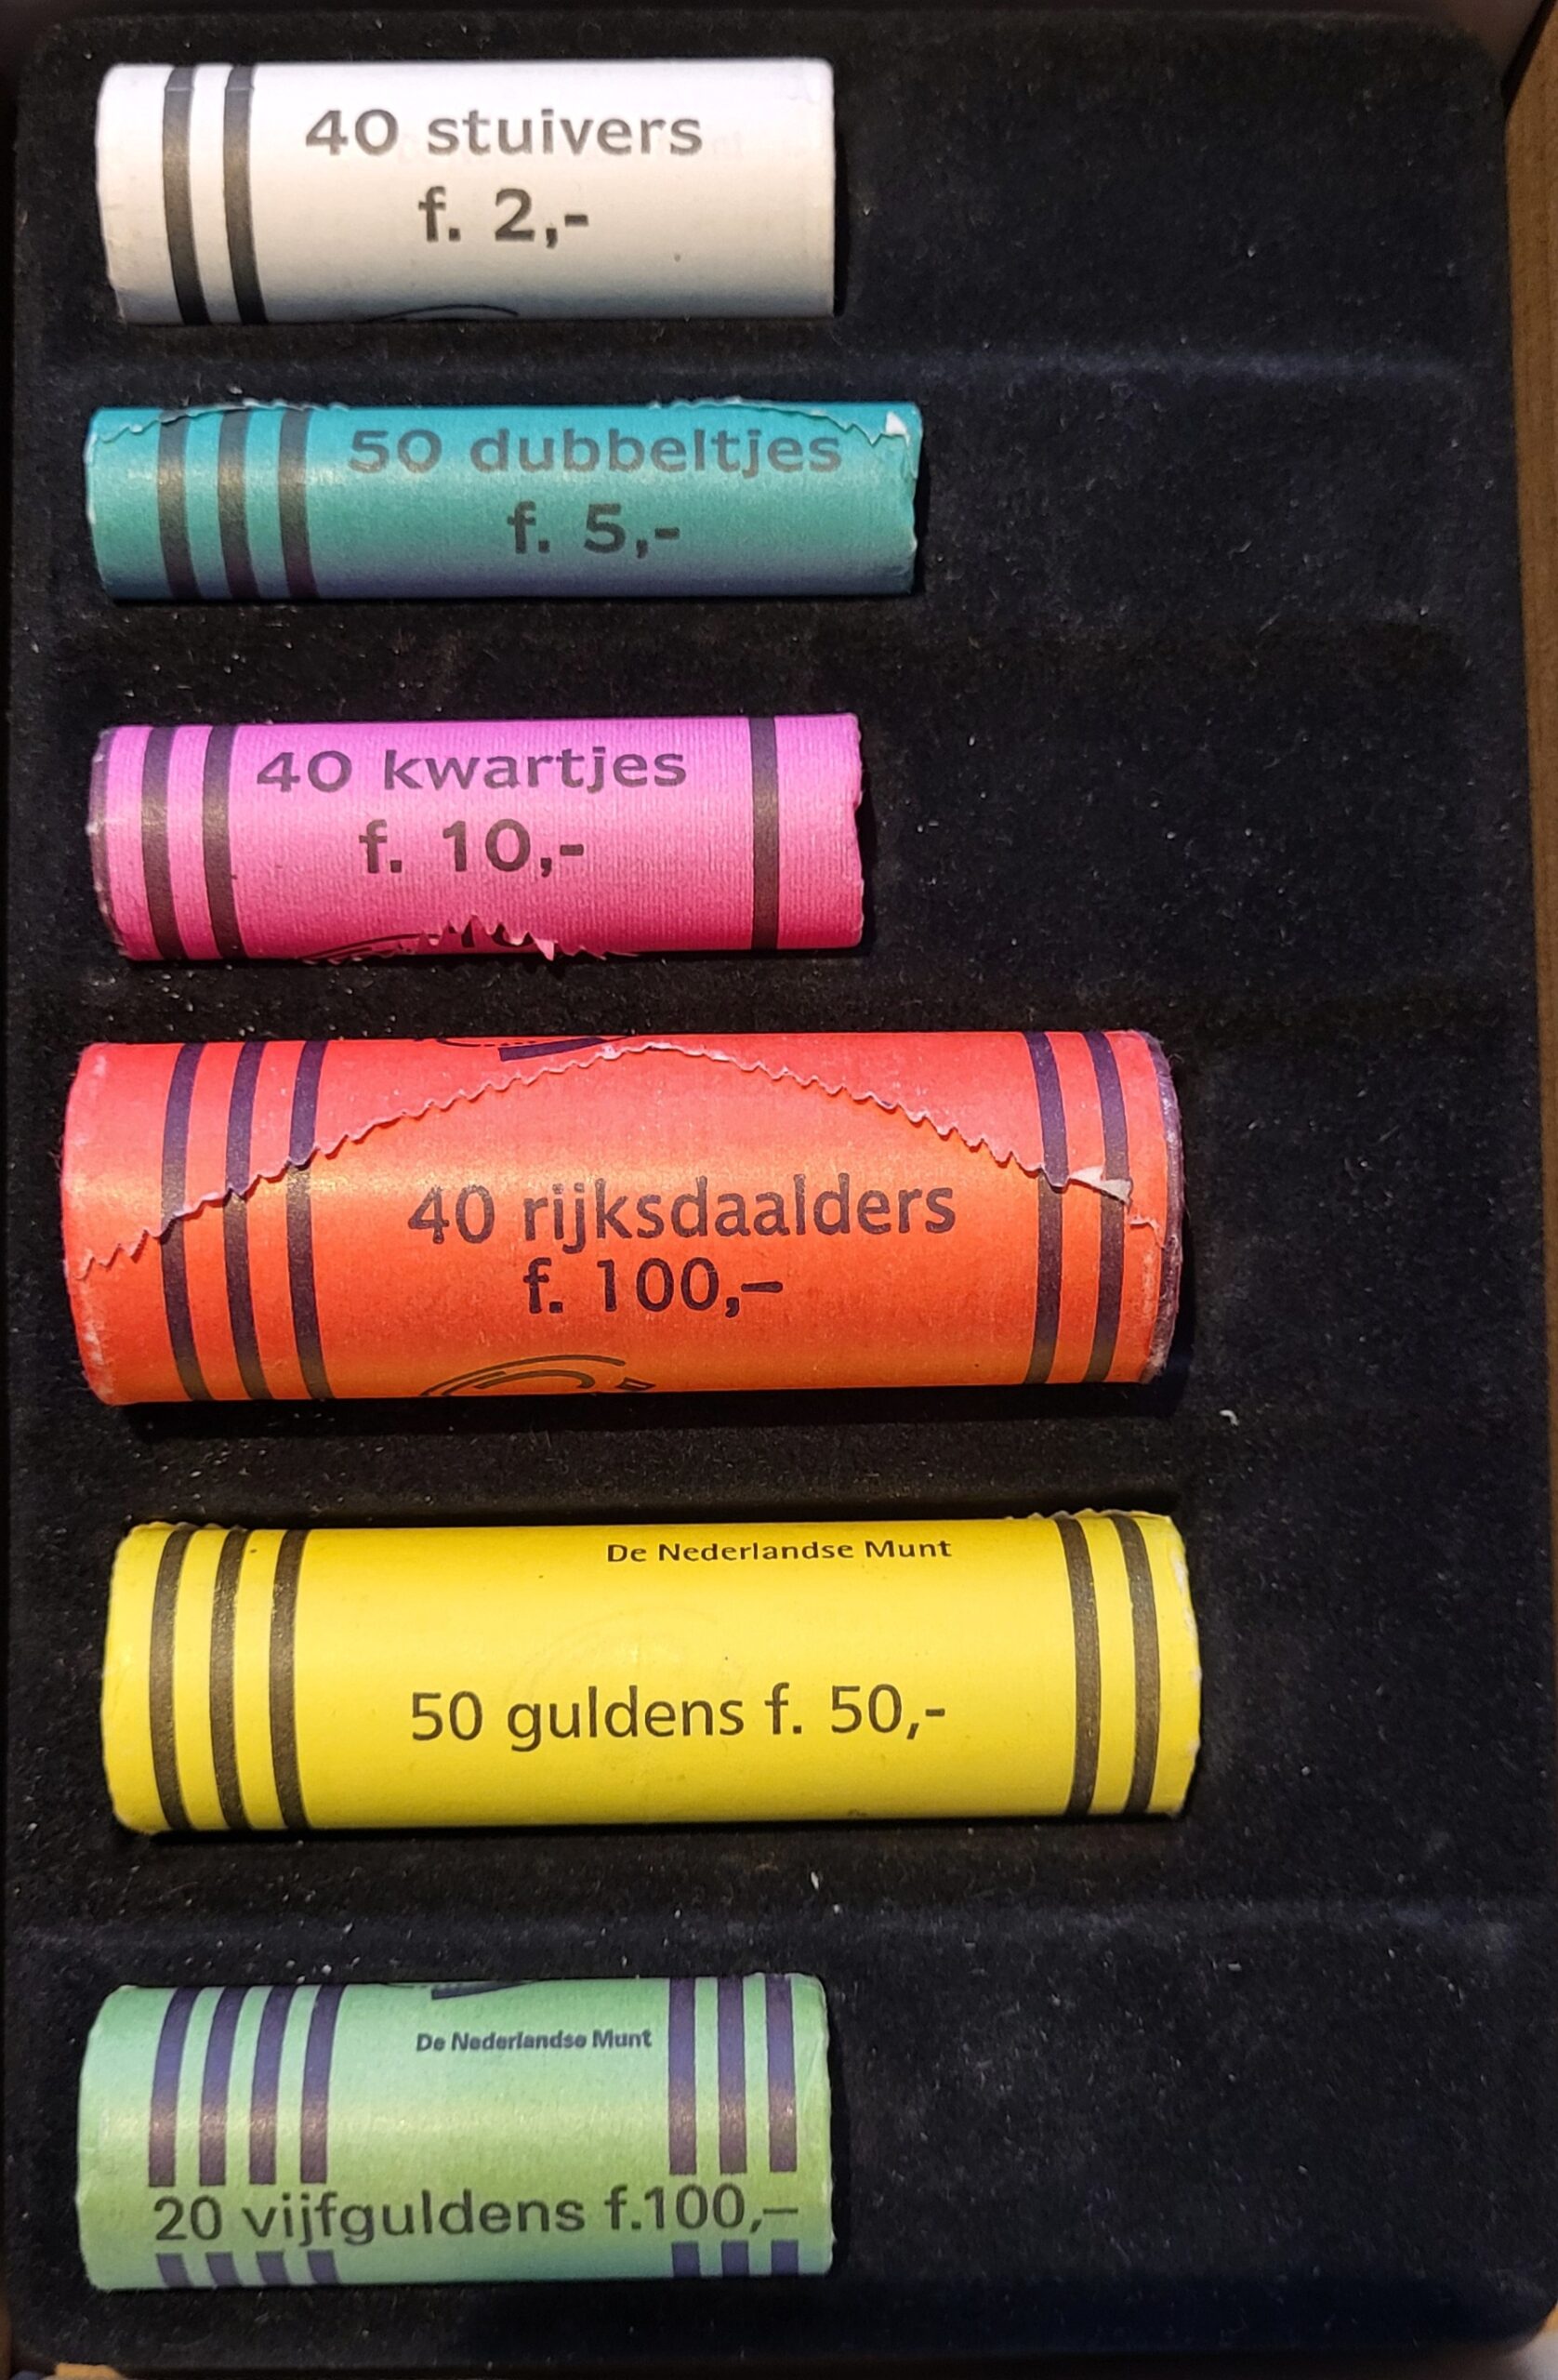 40 stuivers
f. 2,-
50 dubbeltjes
f. 5,-
40 kwartjes
f. 10,-
40 rijksdaalders
f. 100,–
De Nederlandse Munt
50 guldens f. 50,-
De Nederlandse Munt
20 vijfguldens f.100,–